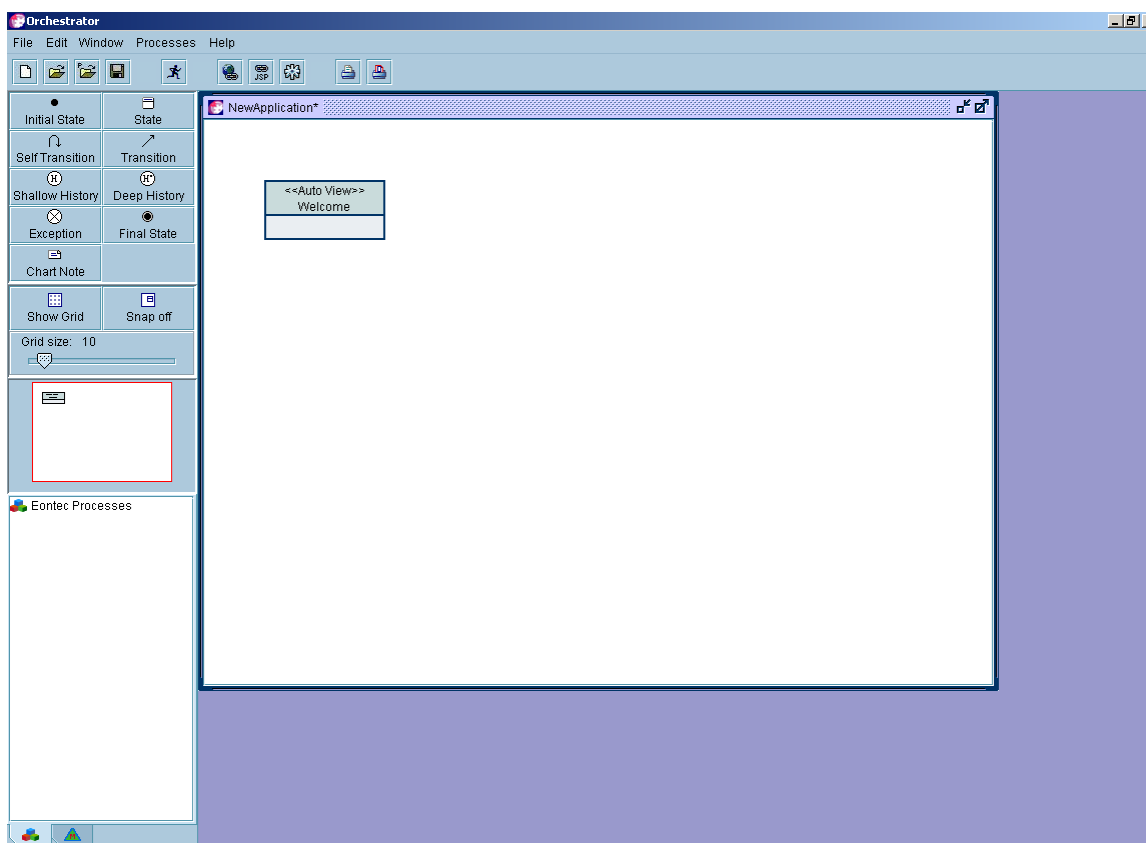 Orchestrator
File Edit Window Processes Help
JSP
NewApplication*
Initial State
State
Self Transition
Transition
H
H*
Shallow History
Deep History
Exception
Final State
Chart Note
Show Grid
Snap off
Grid size: 10
<<Auto View>>
Welcome
Eontec Processes
M